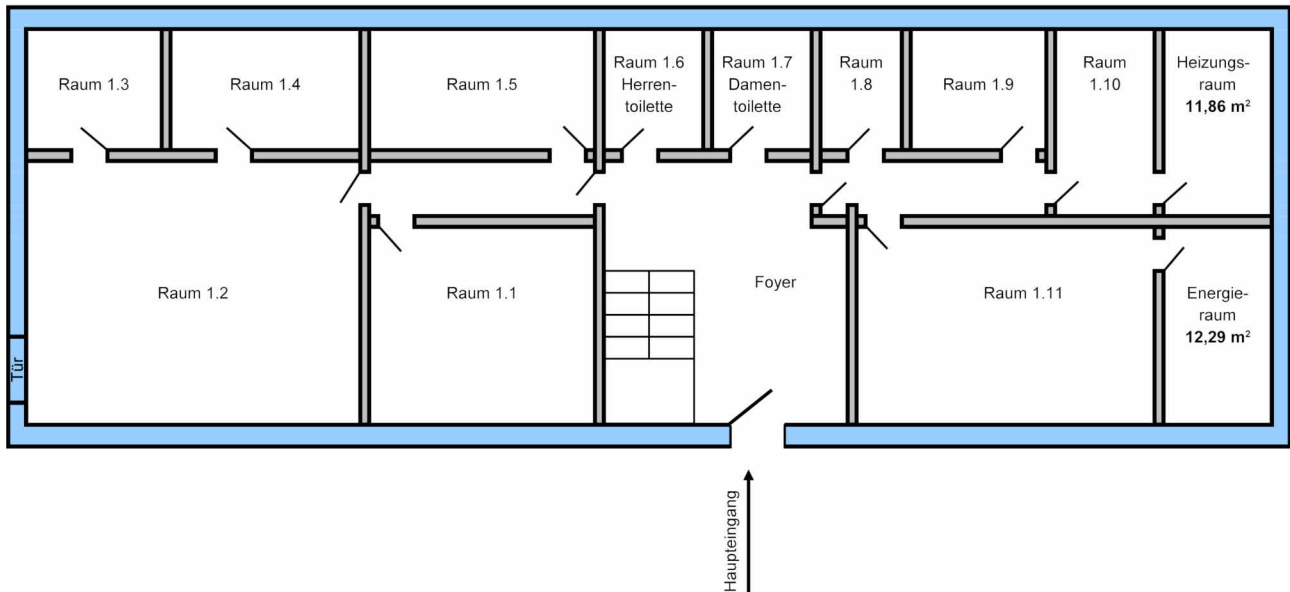 Raum 1.3
Raum 1.4
Raum 1.5
Raum 1.6
Herren-
toilette
Raum 1.7
Damen-
toilette
Raum
1.8
Raum 1.9
Raum
1.10
Heizungs-
raum
11,86 m²
Raum 1.2
Raum 1.1
Foyer
Raum 1.11
Energie-
raum
12,29 m²
Tür
Haupteingang